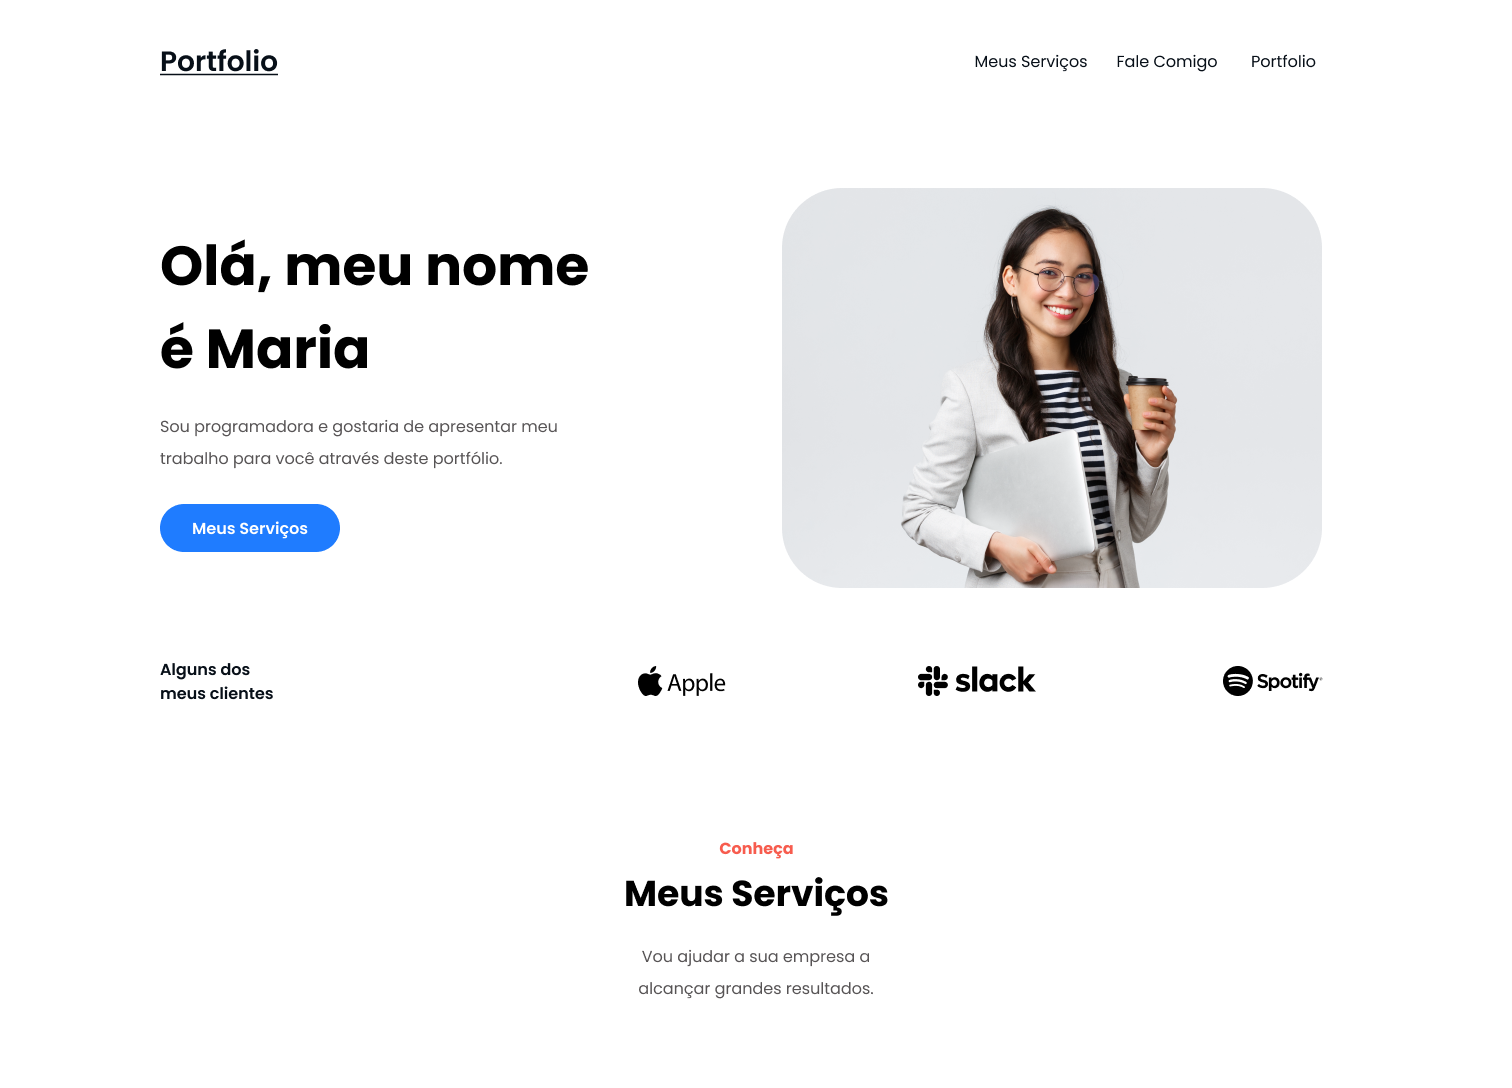 Portfolio
Meus Serviços
Fale Comigo
Portfolio
Olá, meu nome
é Maria
Sou programadora e gostaria de apresentar meu
trabalho para você através deste portfólio.
Meus Serviços
Alguns dos
meus clientes
Apple
slack
Spotify
Conheça
Meus Serviços
Vou ajudar a sua empresa a
alcançar grandes resultados.